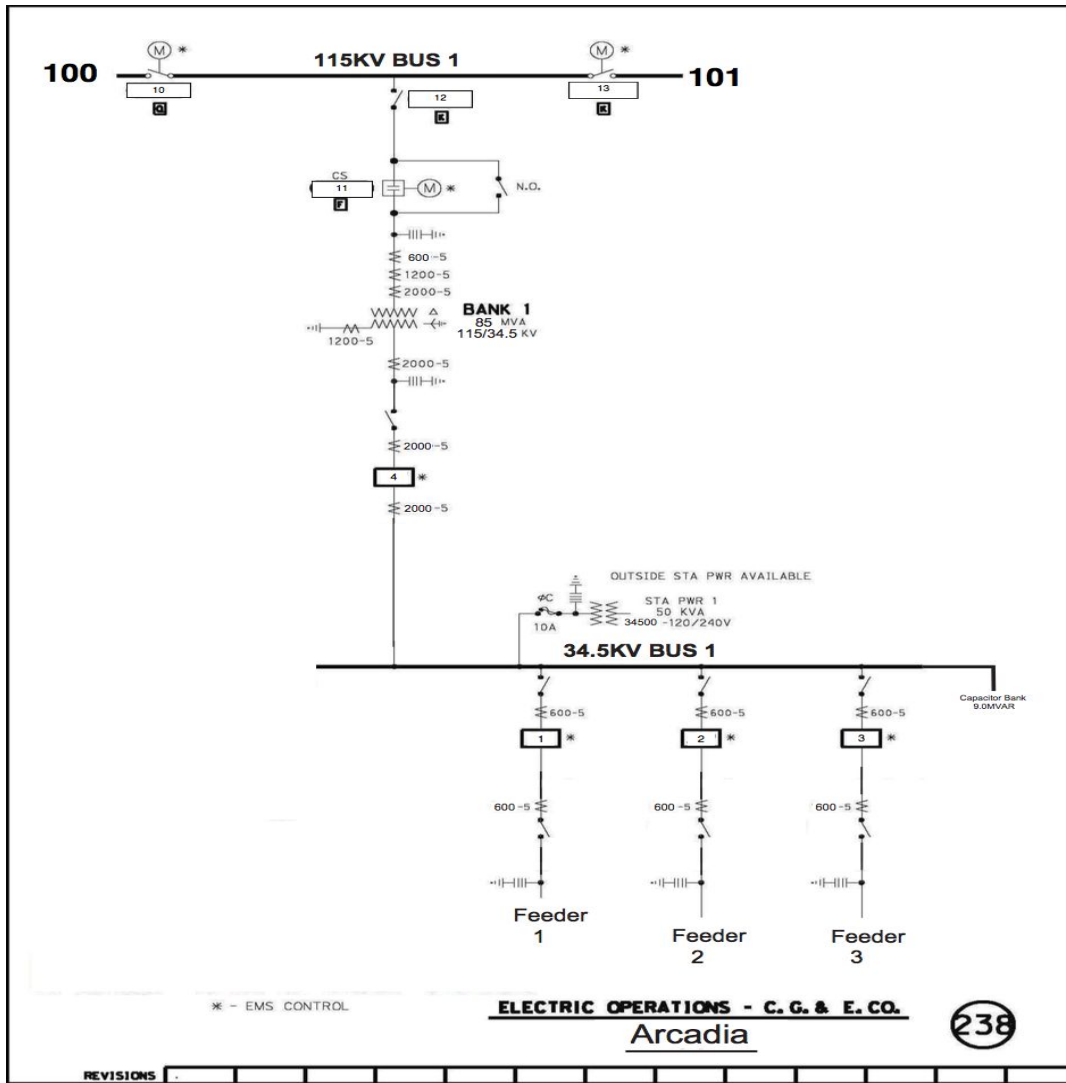 M *
M *
100
115KV BUS 1
101
10
12
13
K
K
CS
11
M *
N.O.
F
600-5
1200-5
2000-5
BANK 1
85 MVA
115/34.5 KV
1200-5
2000-5
2000-5
4 *
2000-5
OUTSIDE STA PWR AVAILABLE
øC
STA PWR 1
50 KVA
10A
34500 -120/240V
34.5KV BUS 1
Capacitor Bank
9.0MVAR
600-5
600-5
600-5
1 *
2 *
3 *
600-5
600-5
600-5
Feeder
1
Feeder
2
Feeder
3
* - EMS CONTROL
ELECTRIC OPERATIONS - C. G. & E. CO.
Arcadia
238
REVISIONS